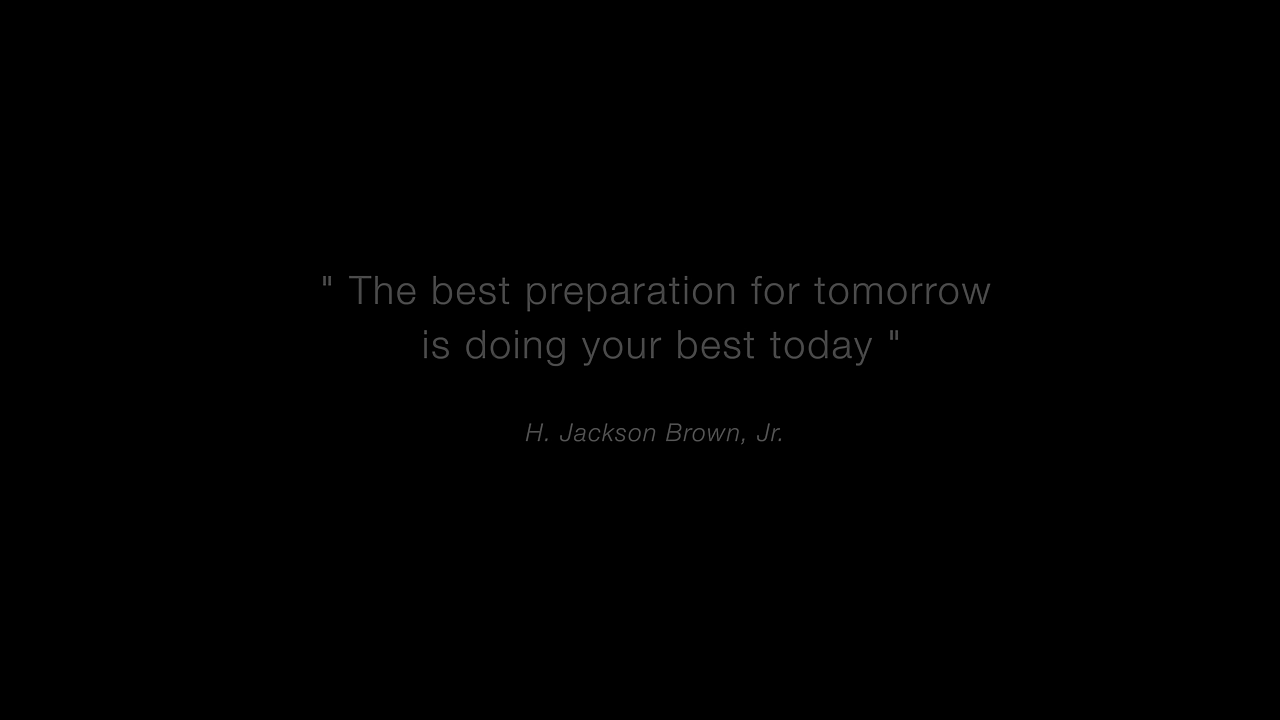 " The best preparation for tomorrow
is doing your best today "
H. Jackson Brown, Jr.